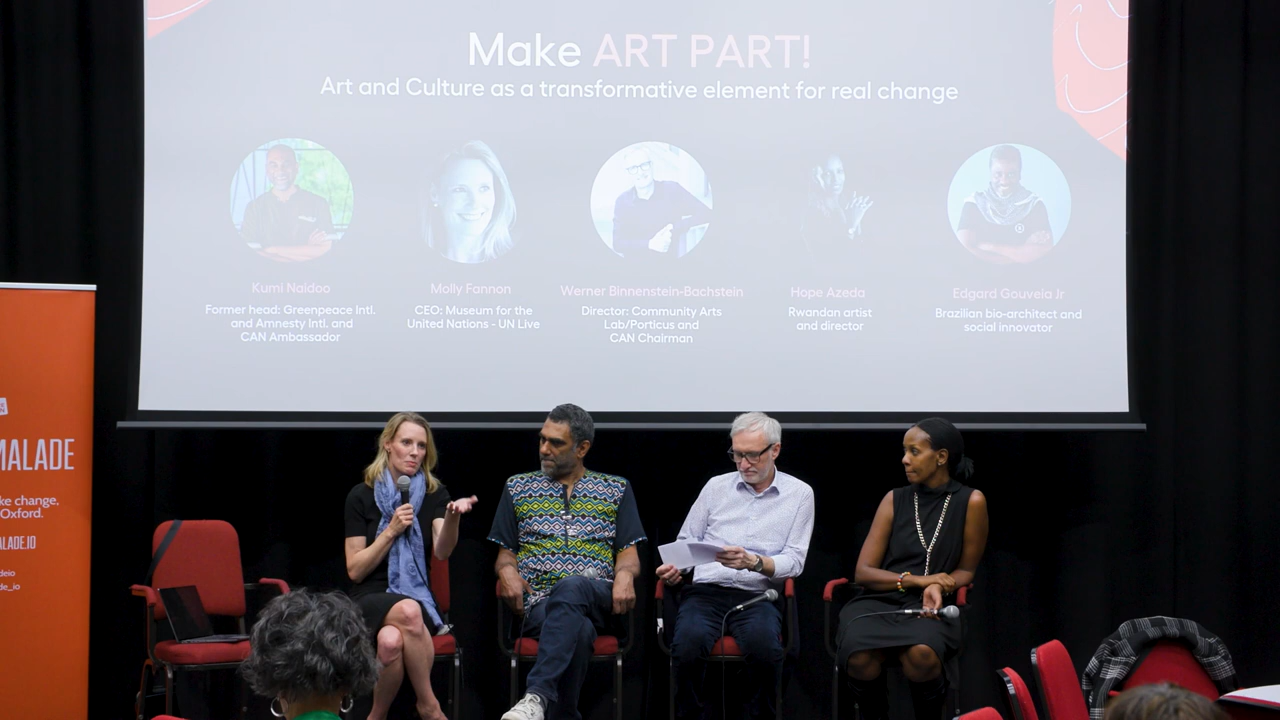 Make ART PART!
Art and Culture as a transformative element for real change
Kumi Naidoo
Former head: Greenpeace Intl.
and Amnesty Intl. and
CAN Ambassador
Molly Fannon
CEO: Museum for the
United Nations - UN Live
Werner Binnenstein-Bachstein
Director: Community Arts
Lab/Porticus and
CAN Chairman
Hope Azeda
Rwandan artist
and director
Edgard Gouveia Jr
Brazilian bio-architect and
social innovator
MALADE
ke change,
Oxford.
ALADE.IO
deio
de_io